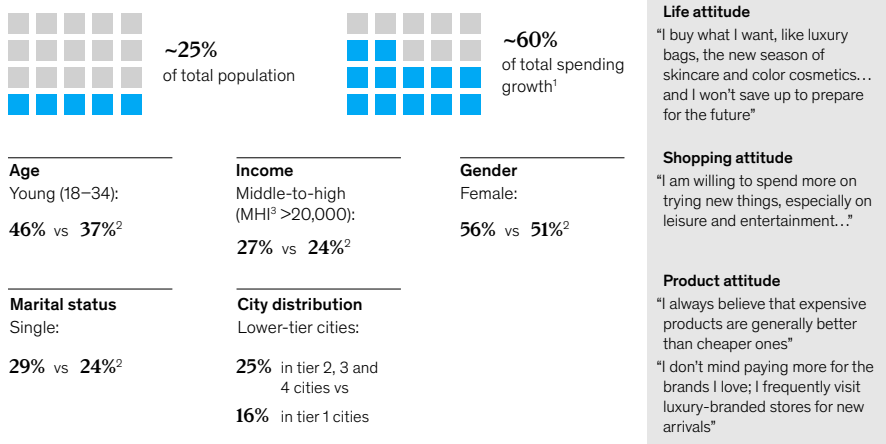 ~25%
of total population
~60%
of total spending
growth¹
Age
Young (18–34):
46% vs 37%²
Income
Middle-to-high
(MHI³ >20,000):
27% vs 24%²
Gender
Female:
56% vs 51%²
Marital status
Single:
29% vs 24%²
City distribution
Lower-tier cities:
25% in tier 2, 3 and
4 cities vs
16% in tier 1 cities
Life attitude
“I buy what I want, like luxury
bags, the new season of
skincare and color cosmetics…
and I won’t save up to prepare
for the future”
Shopping attitude
“I am willing to spend more on
trying new things, especially on
leisure and entertainment…”
Product attitude
“I always believe that expensive
products are generally better
than cheaper ones”
“I don’t mind paying more for the
brands I love; I frequently visit
luxury-branded stores for new
arrivals”